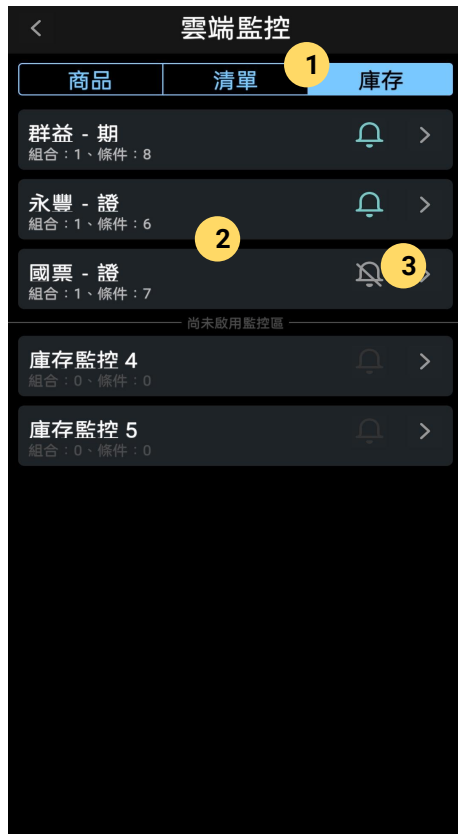 雲端監控
商品 清單 1 庫存
群益 - 期
組合：1、條件：8
永豐 - 證
組合：1、條件：6
2
國票 - 證
3
組合：1、條件：7
尚未啟用監控區
庫存監控 4
組合：0、條件：0
庫存監控 5
組合：0、條件：0